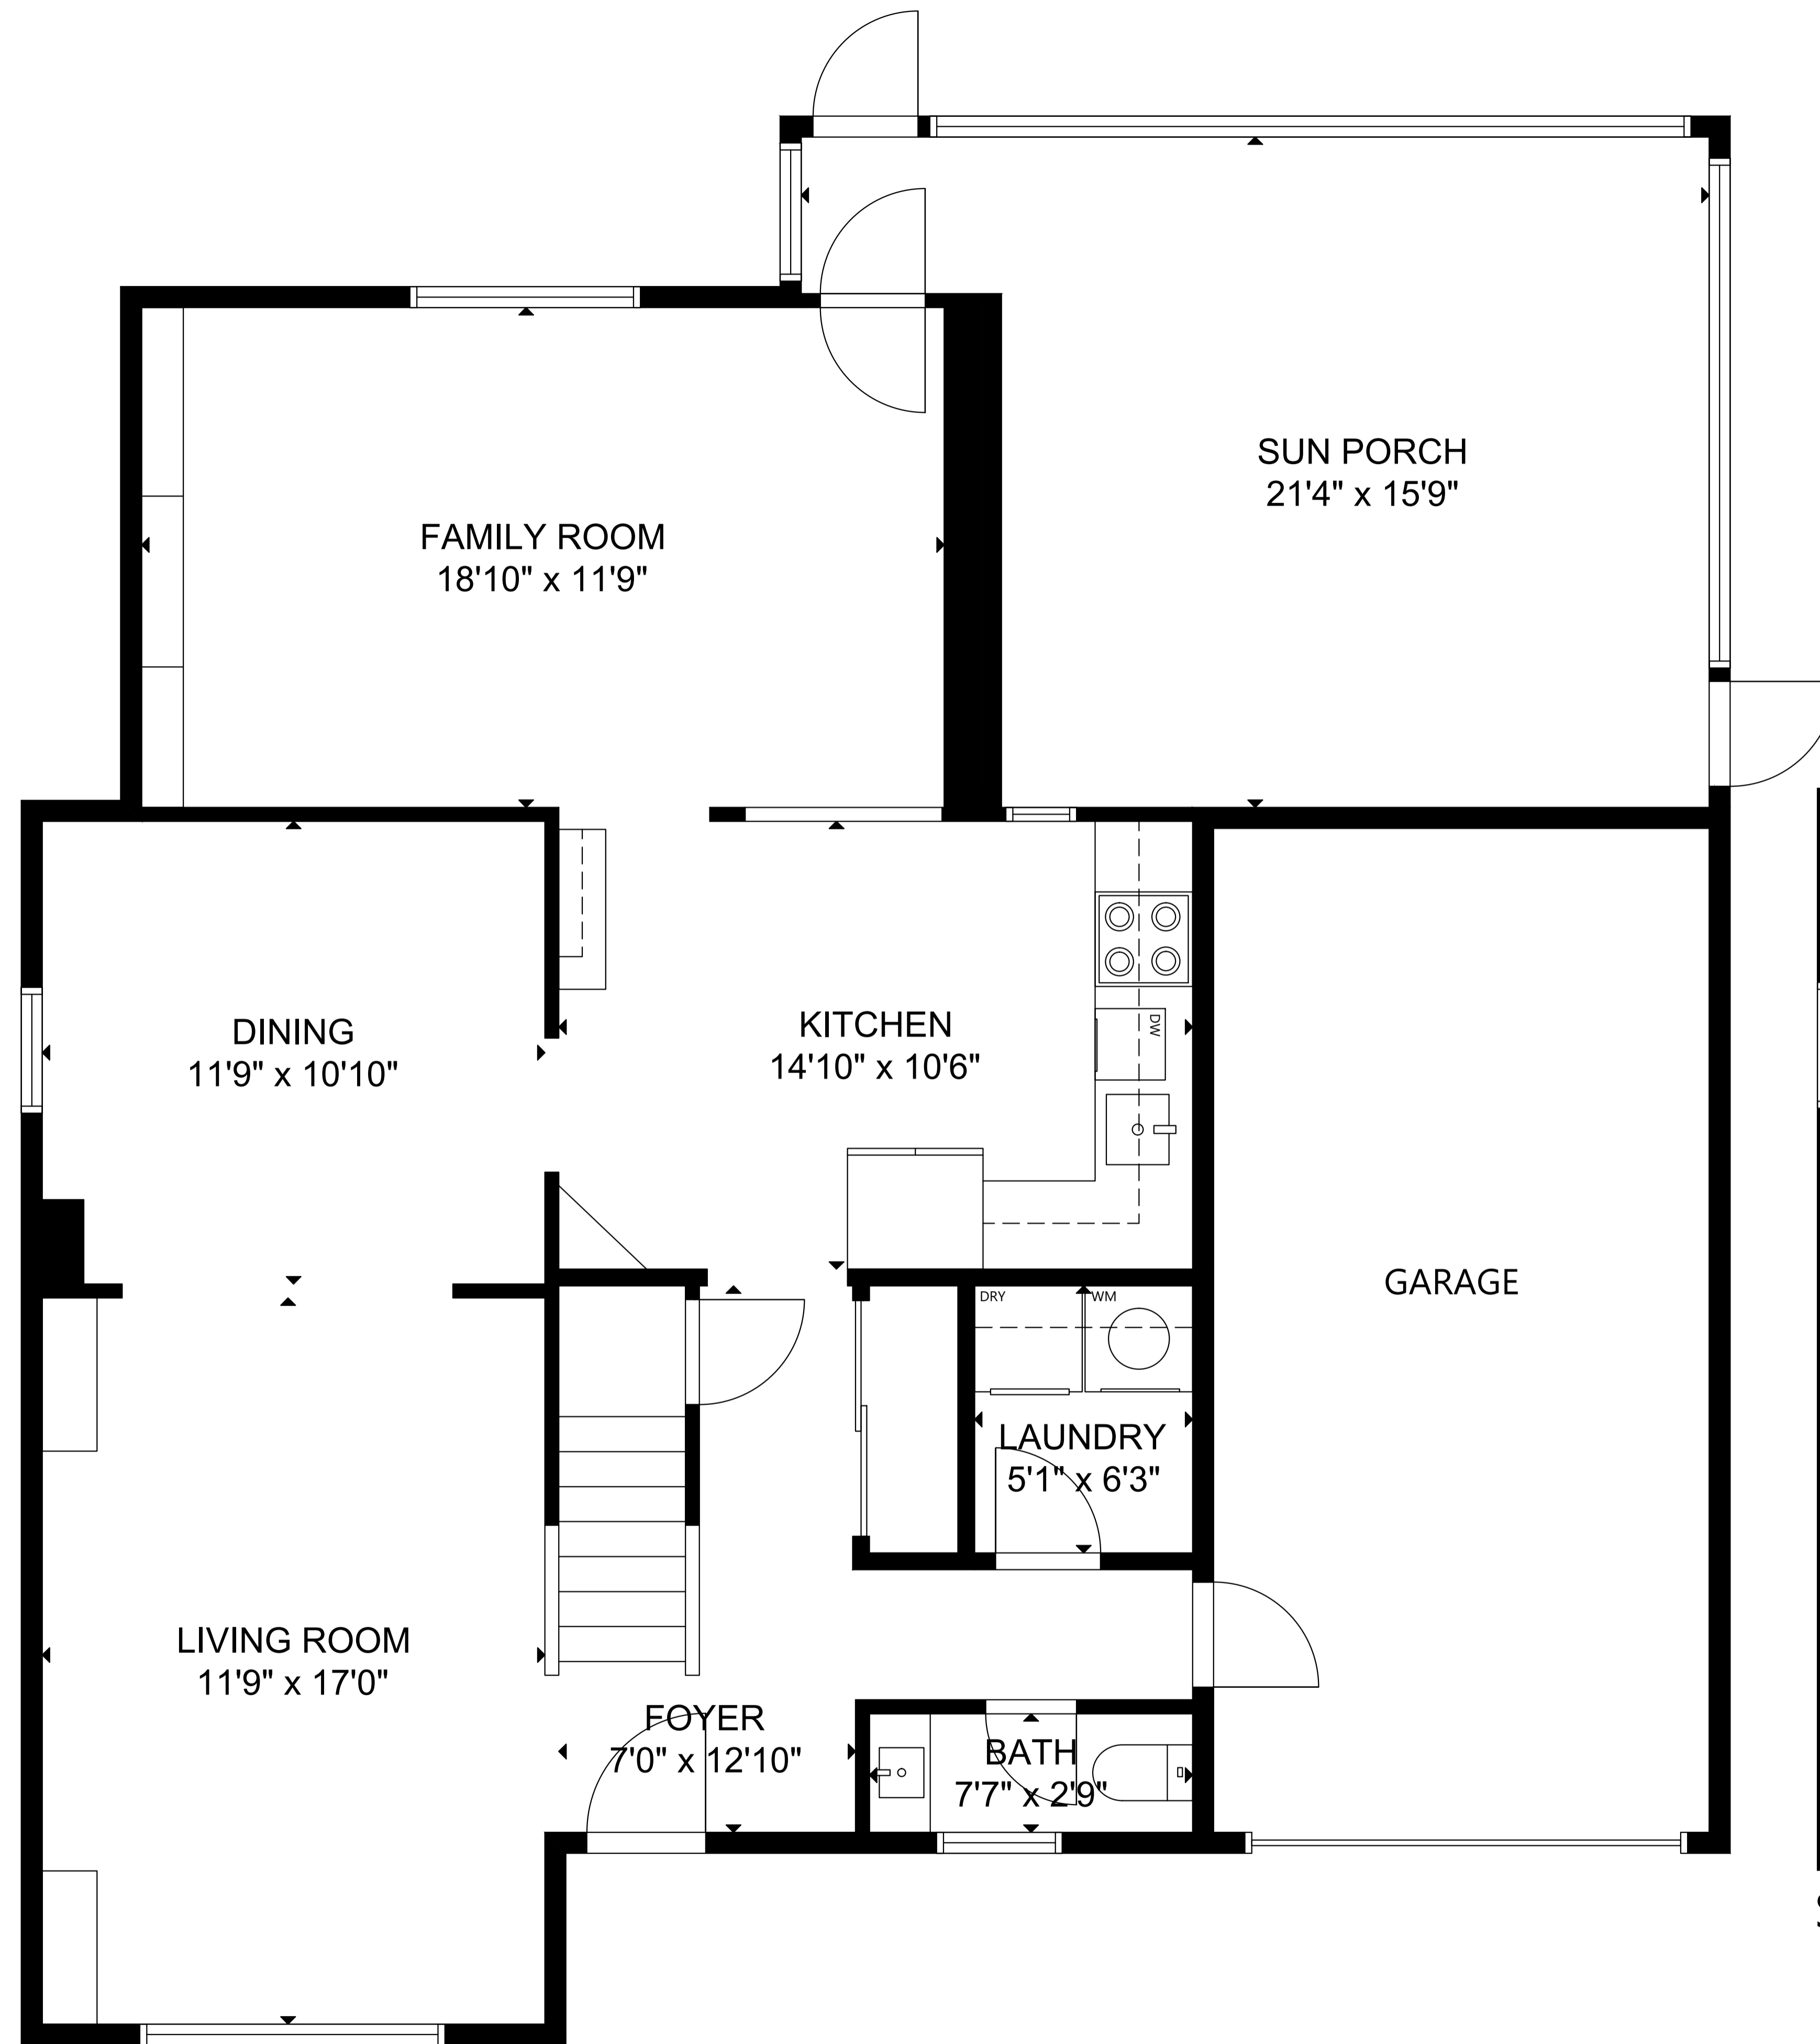 SUN PORCH
21'4" x 15'9"
FAMILY ROOM
18'10" x 11'9"
DINING
11'9" x 10'10"
KITCHEN
14'10" x 10'6"
DW
GARAGE
DRY
WM
LAUNDRY
5'1" x 6'3"
LIVING ROOM
11'9" x 17'0"
FOYER
7'0" x 12'10"
BATH
7'7" x 2'9"